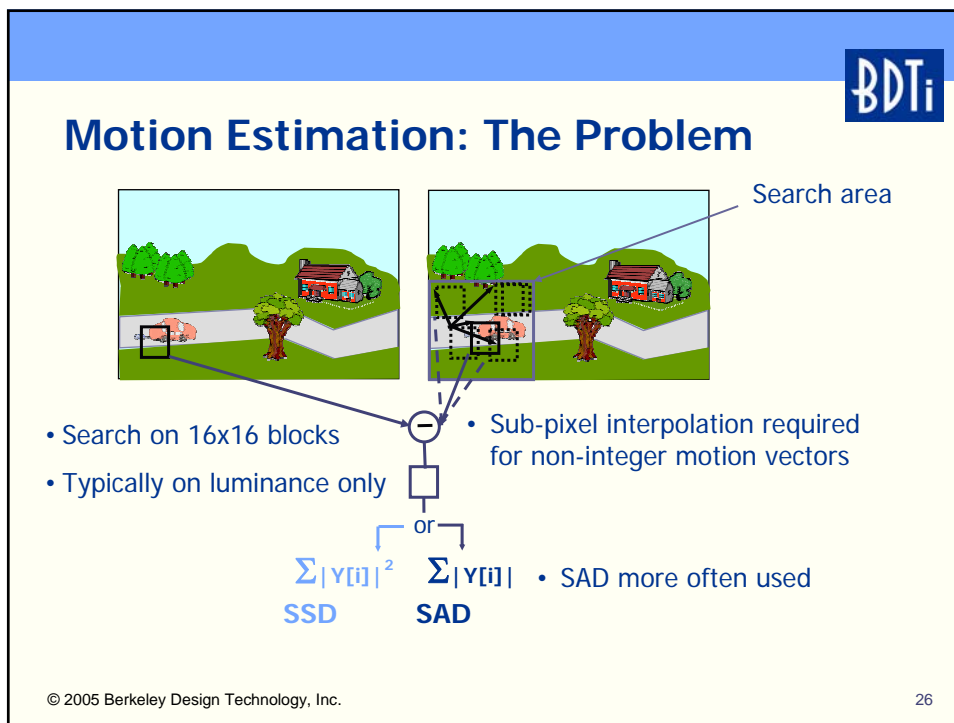 BDTi
Motion Estimation: The Problem
Search area
• Search on 16x16 blocks
• Typically on luminance only
−
• Sub-pixel interpolation required
for non-integer motion vectors
or
Σ|Y[i]|² Σ|Y[i]|
• SAD more often used
SSD SAD
© 2005 Berkeley Design Technology, Inc. 26